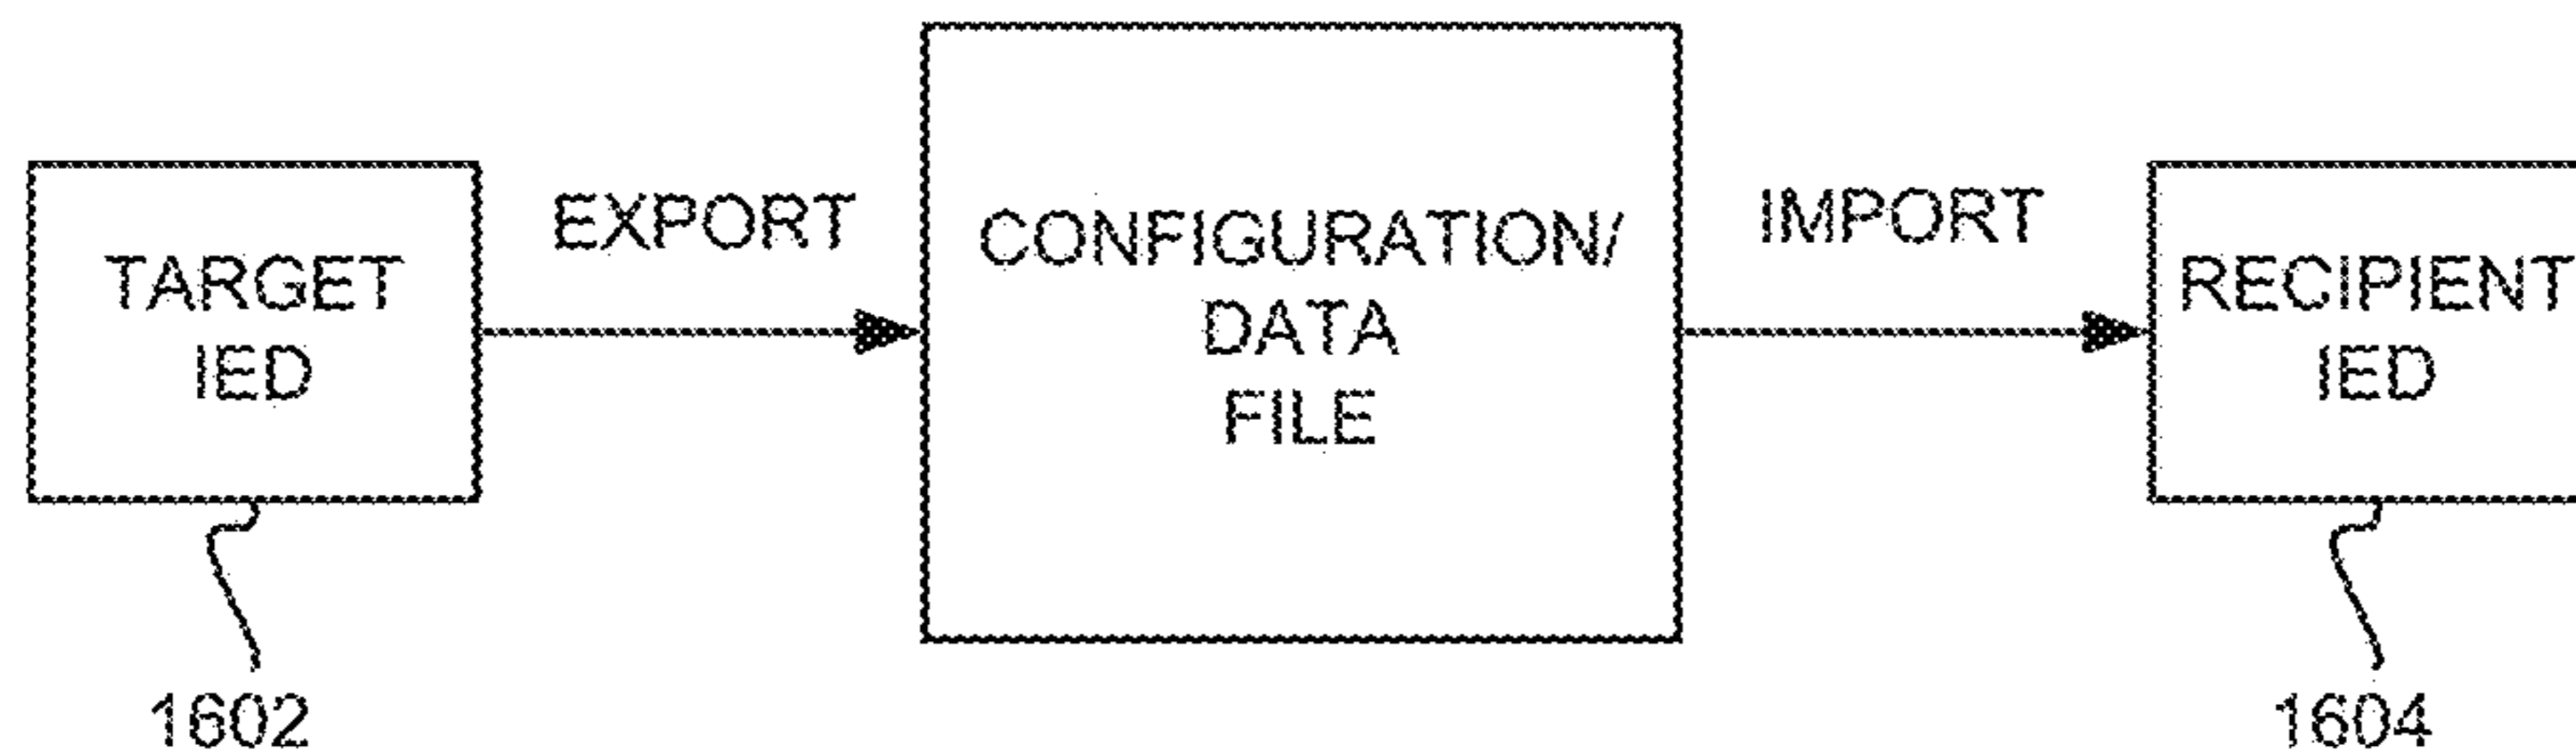 TARGET
IED
EXPORT
CONFIGURATION/
DATA
FILE
IMPORT
RECIPIENT
IED
1602
1604